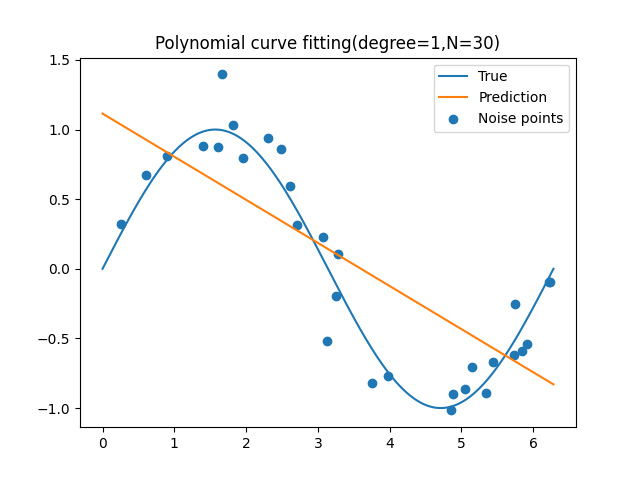 Polynomial curve fitting(degree=1,N=30)
True
Prediction
Noise points
1.5
1.0
0.5
0.0
−0.5
−1.0
0 1 2 3 4 5 6